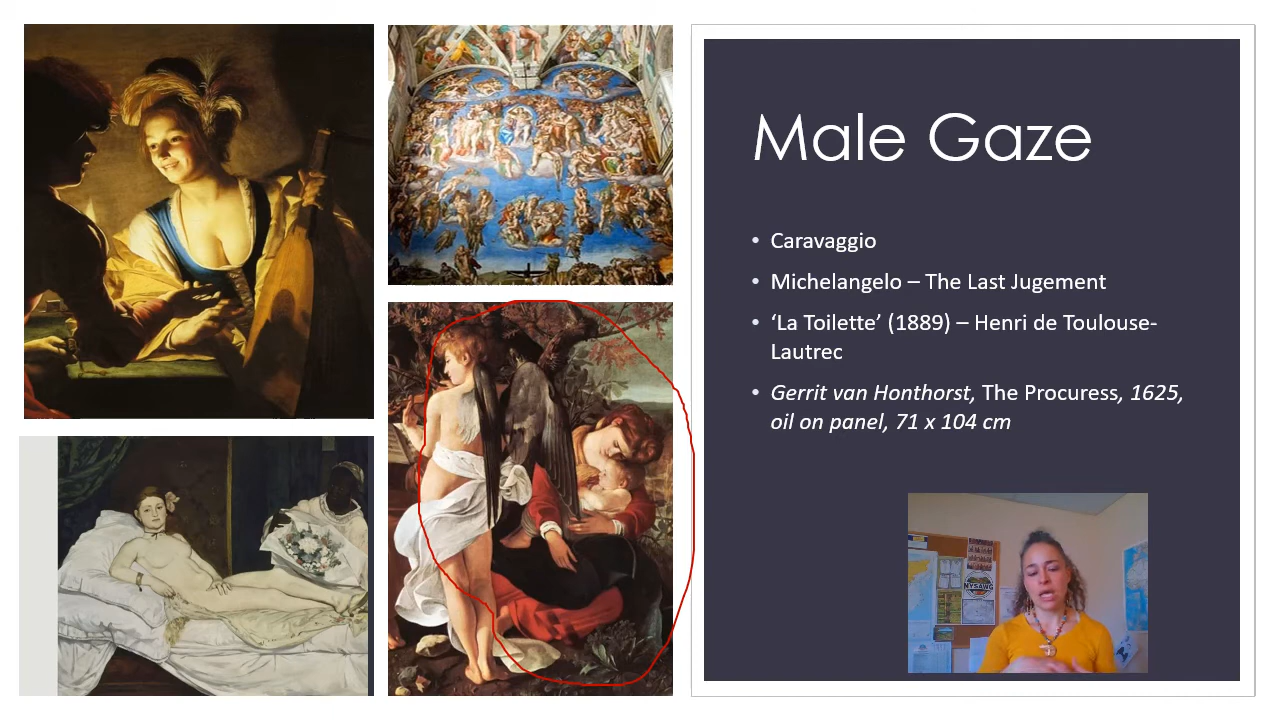 Male Gaze
• Caravaggio
• Michelangelo – The Last Jugement
• ‘La Toilette’ (1889) – Henri de Toulouse-
Lautrec
• Gerrit van Honthorst, The Procuress, 1625,
oil on panel, 71 x 104 cm